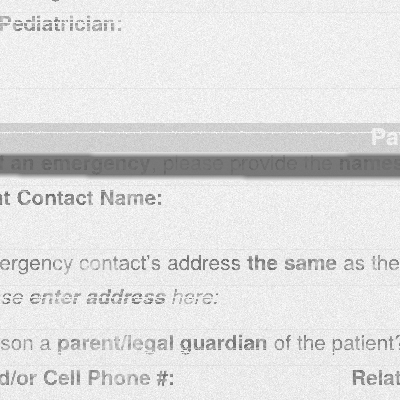 Pediatrician:
Pa
an emergency, please provide the names
Contact Name:
ergency contact's address the same as the
se enter address here:
son a parent/legal guardian of the patient?
d/or Cell Phone #:
Relat